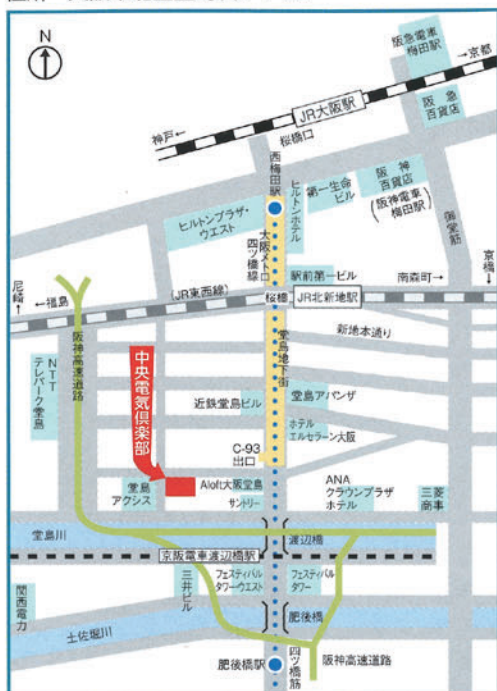 N
阪急電車
梅田駅
→京都
JR大阪駅
神戸←
桜橋口
阪急
百貨店
西梅田駅
ヒルトンホテル
第一生命
ビル
阪神
百貨店
(阪神電車
梅田駅)
御堂筋
ヒルトンプラザ・
ウエスト
大阪メトロ
四ツ橋線
駅前第一ビル
南森町→
京橋→
尼崎←
←福島
(JR東西線)
桜橋
JR北新地駅
阪神高速道路
新地本通り
NTT
テレパーク堂島
中央電気倶楽部
堂島地下街
近鉄堂島ビル
堂島アバンザ
ホテル
エルセラーン大阪
C-93
出口
堂島
アクシス
Aloft大阪堂島
サントリー
ANA
クラウンプラザ
ホテル
三菱
商事
堂島川
渡辺橋
京阪電車渡辺橋駅
関西電力
三井ビル
フェスティバル
タワーウエスト
フェスティバル
タワー
土佐堀川
肥後橋
肥後橋駅
四ツ橋筋
阪神高速道路